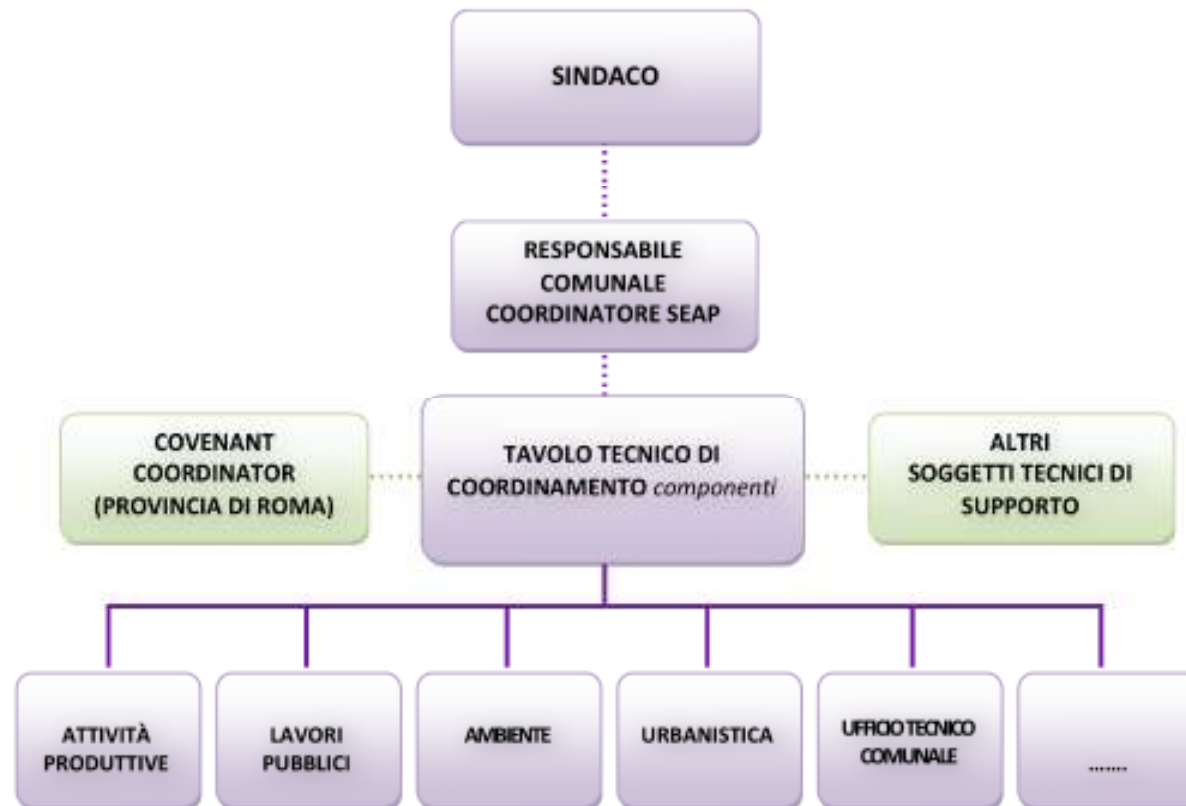 SINDACO
RESPONSABILE
COMUNALE
COORDINATORE SEAP
COVENANT
COORDINATOR
(PROVINCIA DI ROMA)
TAVOLO TECNICO DI
COORDINAMENTO componenti
ALTRI
SOGGETTI TECNICI DI
SUPPORTO
ATTIVITÀ
PRODUTTIVE
LAVORI
PUBBLICI
AMBIENTE
URBANISTICA
UFFICIO TECNICO
COMUNALE
.......